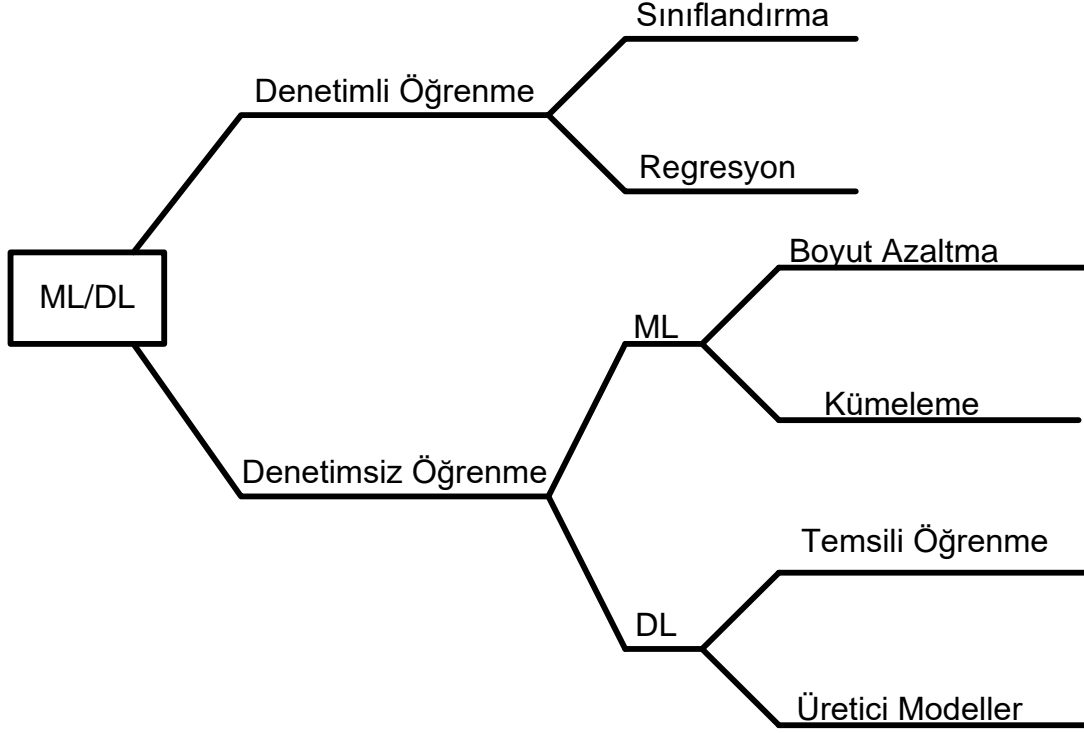 Sınıflandırma
Denetimli Öğrenme
Regresyon
ML/DL
Boyut Azaltma
ML
Kümeleme
Denetimsiz Öğrenme
Temsili Öğrenme
DL
Üretici Modeller